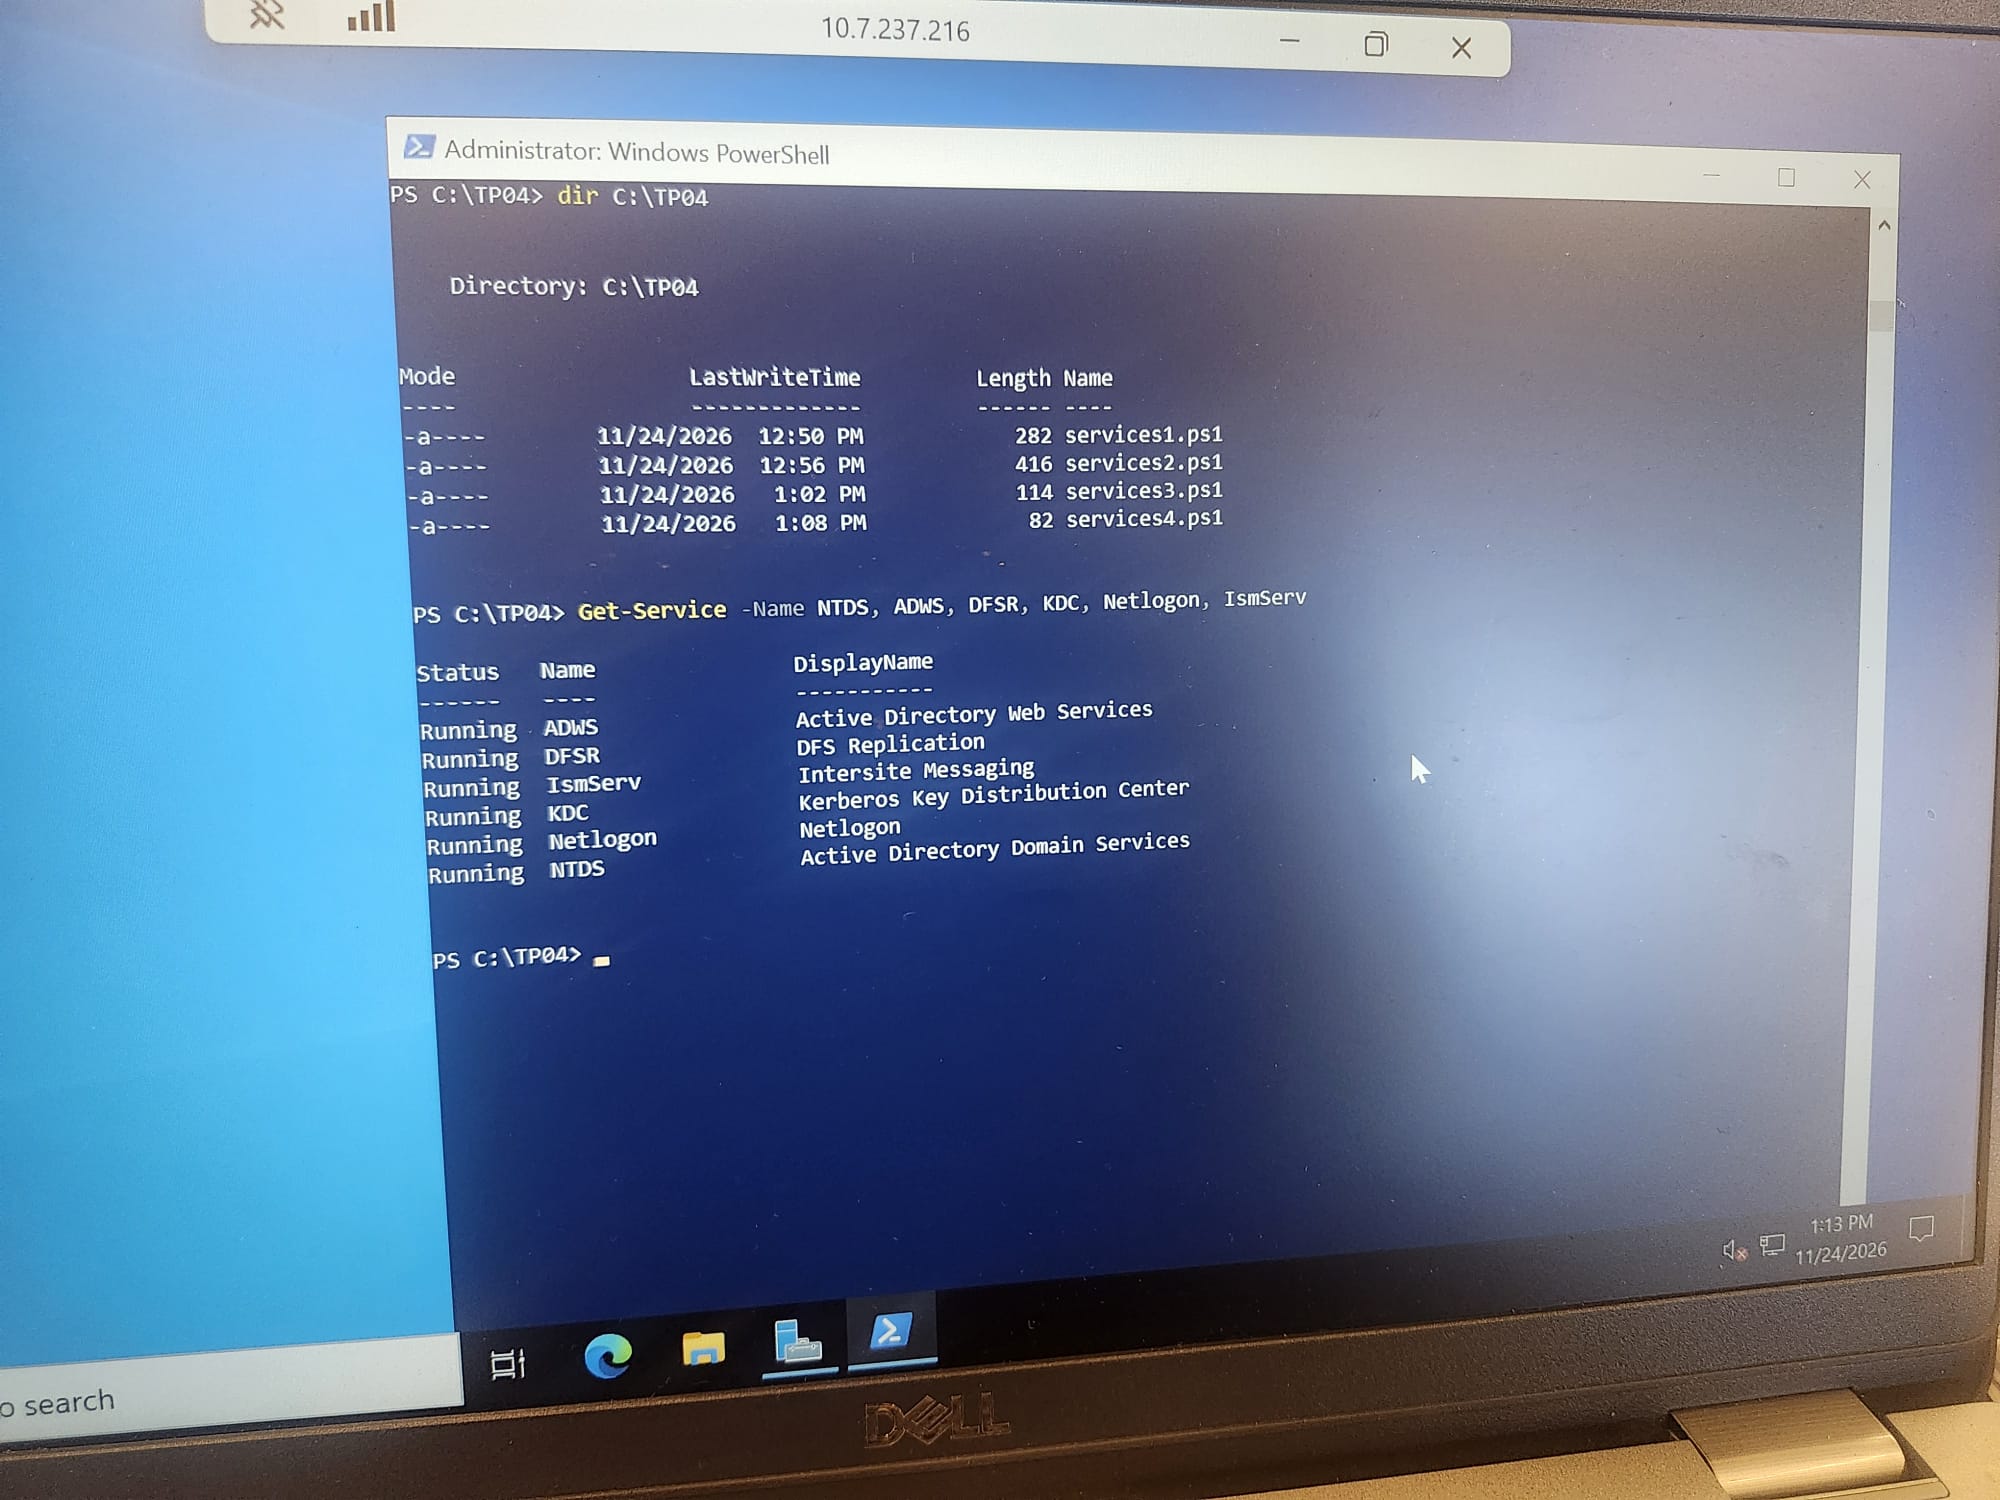 10.7.237.216
Administrator: Windows PowerShell
PS C:\TP04> dir C:\TP04
Directory: C:\TP04
Mode LastWriteTime Length Name
---- ------------- ------ ----
-a---- 11/24/2026 12:50 PM 282 services1.ps1
-a---- 11/24/2026 12:56 PM 416 services2.ps1
-a---- 11/24/2026 1:02 PM 114 services3.ps1
-a---- 11/24/2026 1:08 PM 82 services4.ps1
PS C:\TP04> Get-Service -Name NTDS, ADWS, DFSR, KDC, Netlogon, IsmServ
Status Name DisplayName
------ ---- -----------
Running ADWS Active Directory Web Services
Running DFSR DFS Replication
Running IsmServ Intersite Messaging
Running KDC Kerberos Key Distribution Center
Running Netlogon Netlogon
Running NTDS Active Directory Domain Services
PS C:\TP04>
1:13 PM
11/24/2026
o search
DELL